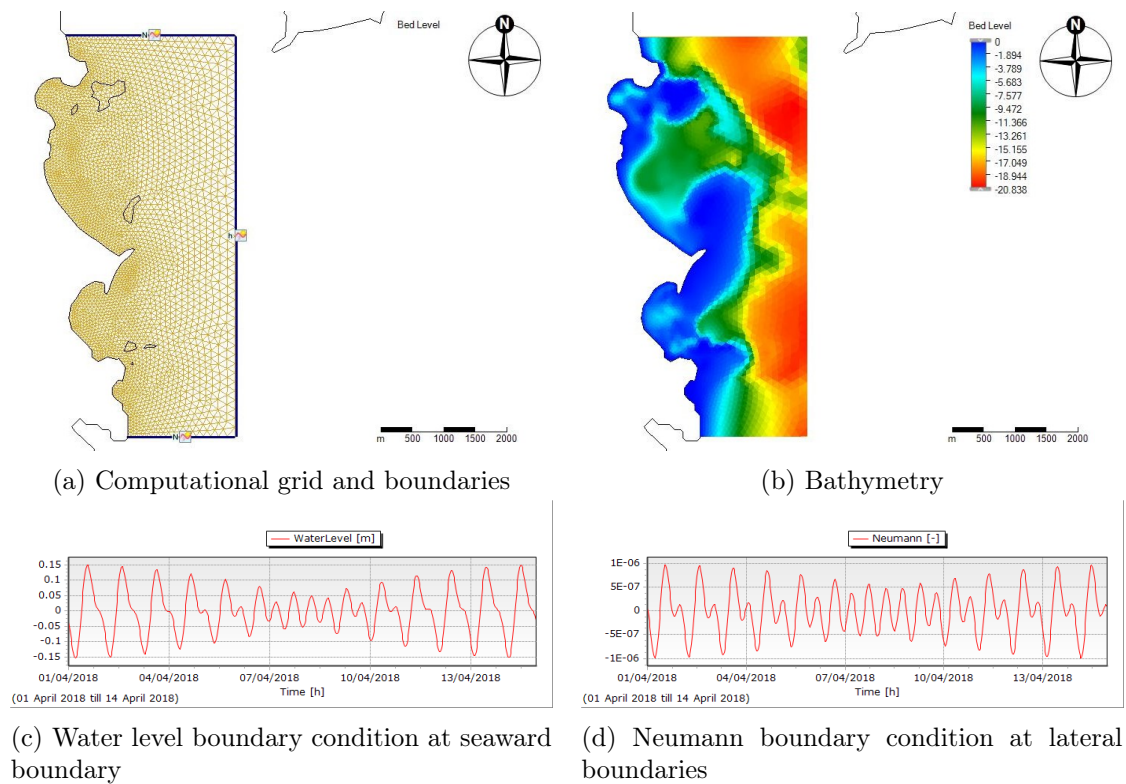 N
N
h
N
m 500 1000 1500 2000
(a) Computational grid and boundaries
Bed Level
0
-1.894
-3.789
-5.683
-7.577
-9.472
-11.366
-13.261
-15.155
-17.049
-18.944
-20.838
N
m 500 1000 1500 2000
(b) Bathymetry
WaterLevel [m]
0.15
0.1
0.05
0
-0.05
-0.1
-0.15
01/04/2018 04/04/2018 07/04/2018 10/04/2018 13/04/2018
Time [h]
(01 April 2018 till 14 April 2018)
(c) Water level boundary condition at seaward
boundary
Neumann [-]
1E-06
5E-07
0
-5E-07
-1E-06
01/04/2018 04/04/2018 07/04/2018 10/04/2018 13/04/2018
Time [h]
(01 April 2018 till 14 April 2018)
(d) Neumann boundary condition at lateral
boundaries
Bed Level